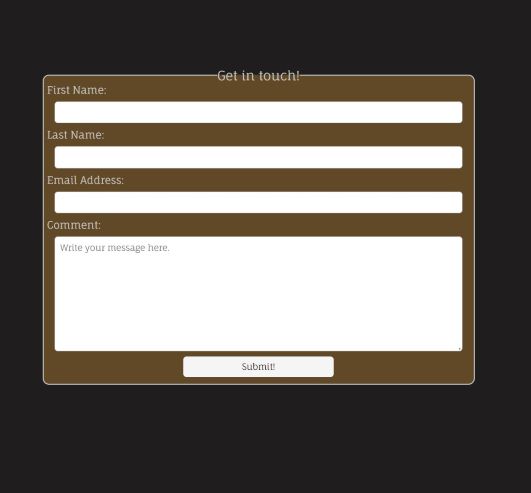 Get in touch!
First Name:
Last Name:
Email Address:
Comment:
Write your message here.
Submit!